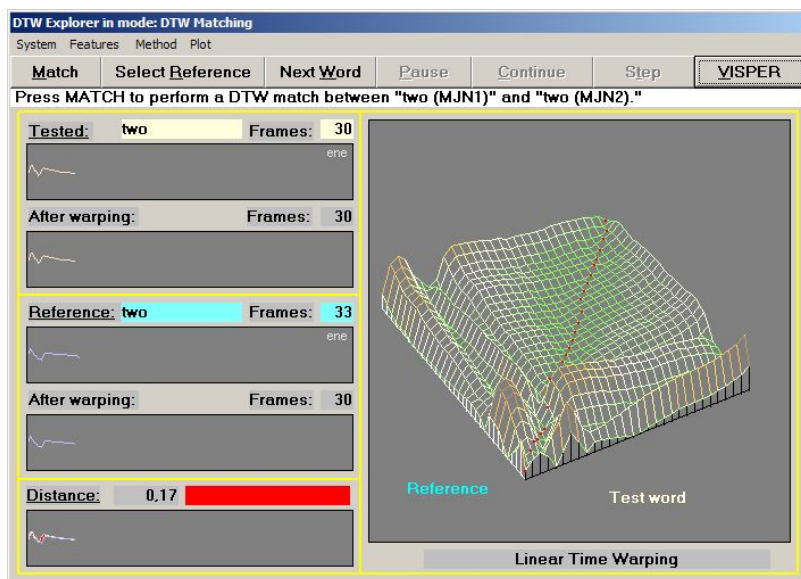 DTW Explorer in mode: DTW Matching
System Features Method Plot
Match Select Reference Next Word Pause Continue Step VISPER
Press MATCH to perform a DTW match between "two (MJN1)" and "two (MJN2)."
Tested: two Frames: 30
ene
After warping: Frames: 30
Reference: two Frames: 33
ene
After warping: Frames: 30
Distance: 0,17
Reference
Test word
Linear Time Warping